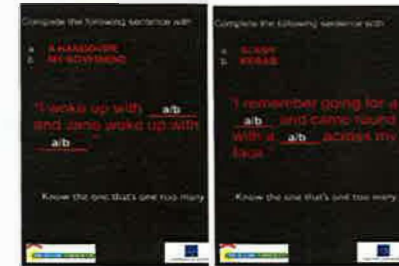 Complete the following sentence with
a. A HANGOVER
b. MY BOYFRIEND
"I woke up with a/b
and Jane woke up with
a/b"
Know the one that's one too many
Complete the following sentence with
a. SLASH
b. KEBAB
"I remember going for a
a/b and came round
with a a/b across my
face."
Know the one that's one too many